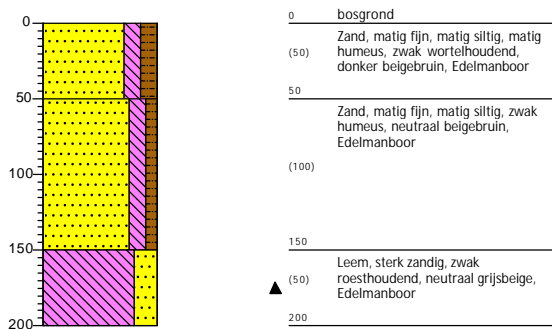 0
50
100
150
200
0 bosgrond
Zand, matig fijn, matig siltig, matig
(50) humeus, zwak wortelhoudend,
donker beigebruin, Edelmanboor
50
Zand, matig fijn, matig siltig, zwak
humeus, neutraal beigebruin,
Edelmanboor
(100)
150
Leem, sterk zandig, zwak
(50) roesthoudend, neutraal grijsbeige,
Edelmanboor
200